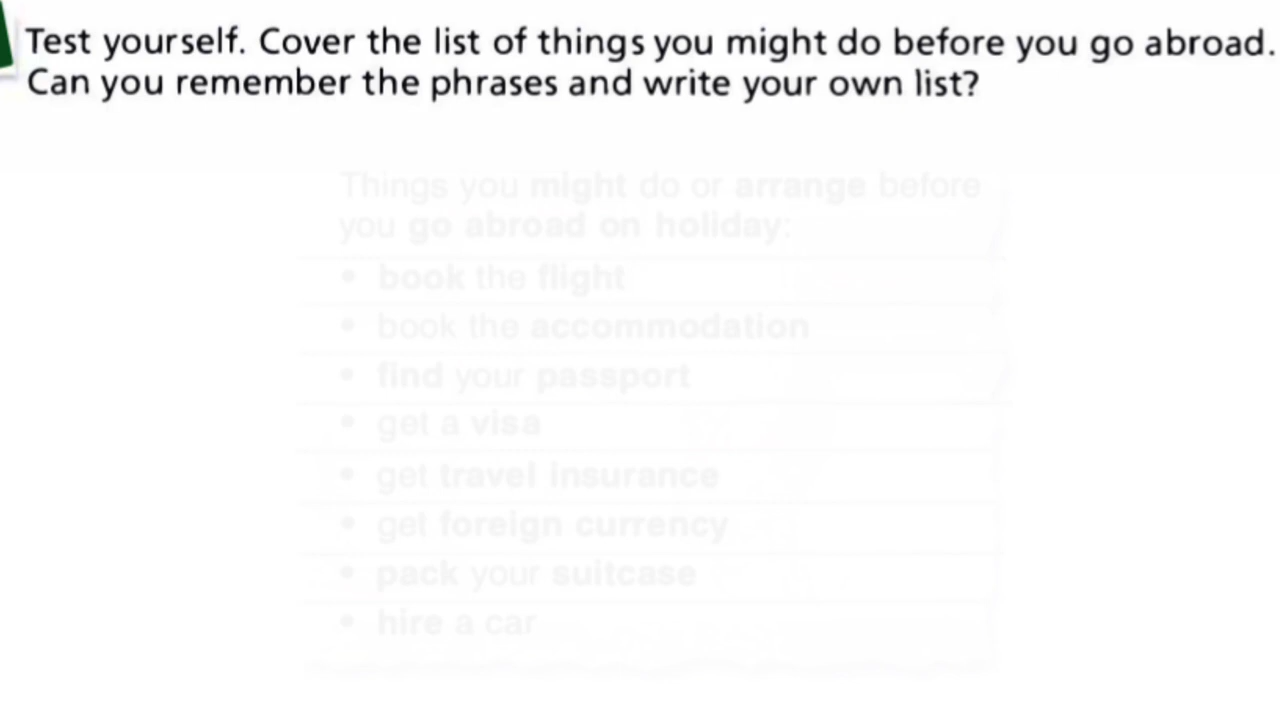 Test yourself. Cover the list of things you might do before you go abroad.
Can you remember the phrases and write your own list?
Things you might do or arrange before
you go abroad on holiday:
• book the flight
• book the accommodation
• find your passport
• get a visa
• get travel insurance
• get foreign currency
• pack your suitcase
• hire a car